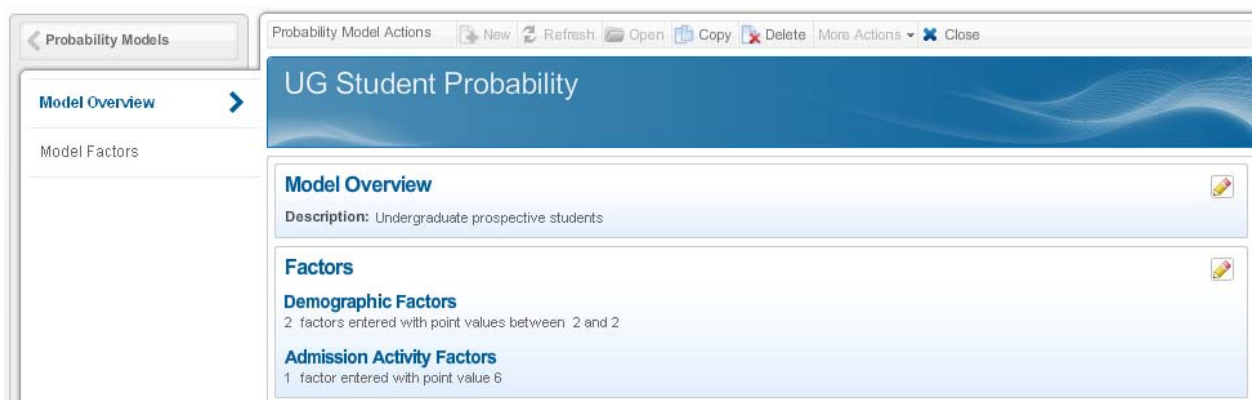 Probability Models
Probability Model Actions New Refresh Open Copy Delete More Actions Close
Model Overview
Model Factors
UG Student Probability
Model Overview
Description: Undergraduate prospective students
Factors
Demographic Factors
2 factors entered with point values between 2 and 2
Admission Activity Factors
1 factor entered with point value 6